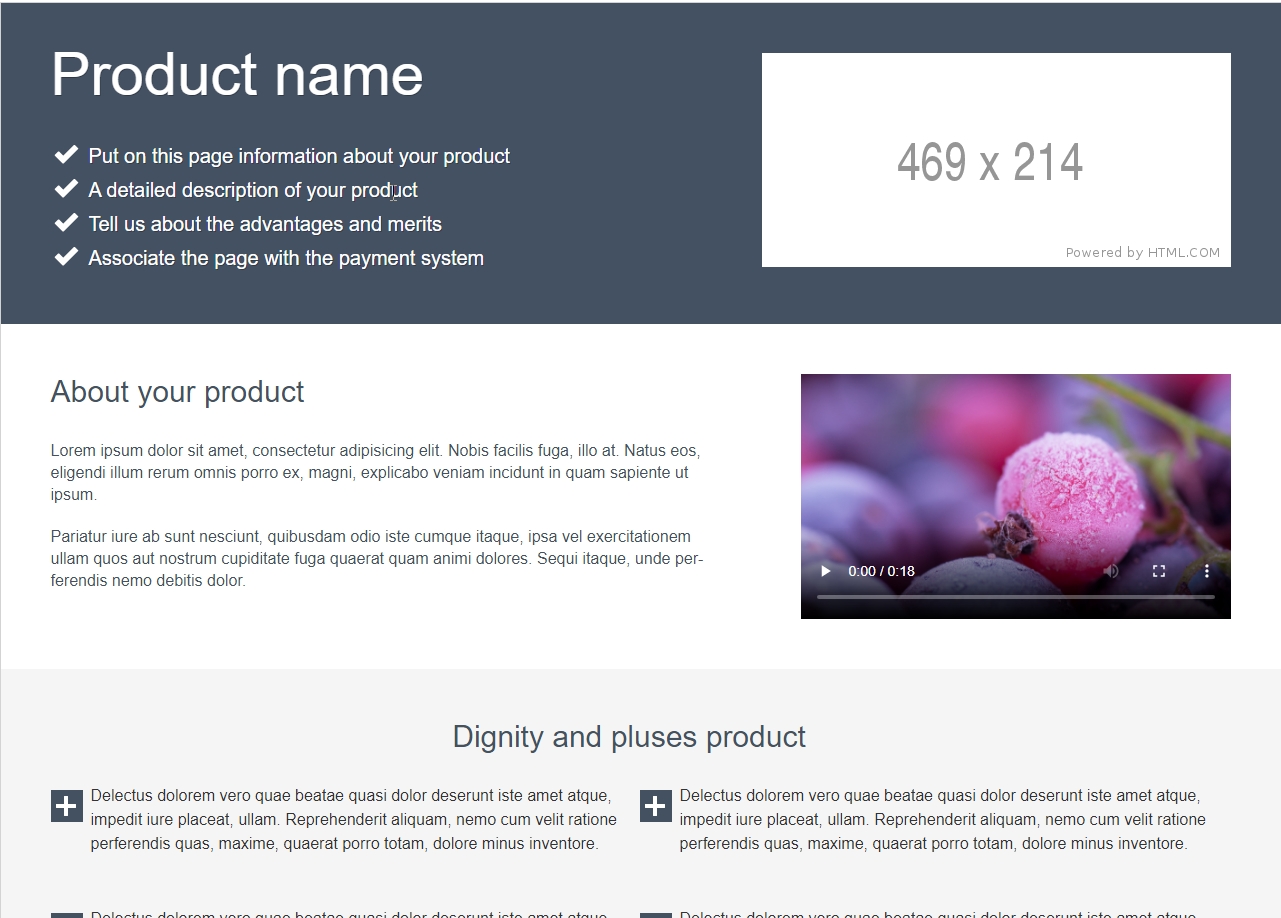 Product name
Put on this page information about your product
A detailed description of your product
Tell us about the advantages and merits
Associate the page with the payment system
469 x 214
Powered by HTML.COM
About your product
Lorem ipsum dolor sit amet, consectetur adipisicing elit. Nobis facilis fuga, illo at. Natus eos,
eligendi illum rerum omnis porro ex, magni, explicabo veniam incidunt in quam sapiente ut
ipsum.
Pariatur iure ab sunt nesciunt, quibusdam odio iste cumque itaque, ipsa vel exercitationem
ullam quos aut nostrum cupiditate fuga quaerat quam animi dolores. Sequi itaque, unde per-
ferendis nemo debitis dolor.
0:00 / 0:18
Dignity and pluses product
Delectus dolorem vero quae beatae quasi dolor deserunt iste amet atque,
impedit iure placeat, ullam. Reprehenderit aliquam, nemo cum velit ratione
perferendis quas, maxime, quaerat porro totam, dolore minus inventore.
Delectus dolorem vero quae beatae quasi dolor deserunt iste amet atque,
impedit iure placeat, ullam. Reprehenderit aliquam, nemo cum velit ratione
perferendis quas, maxime, quaerat porro totam, dolore minus inventore.